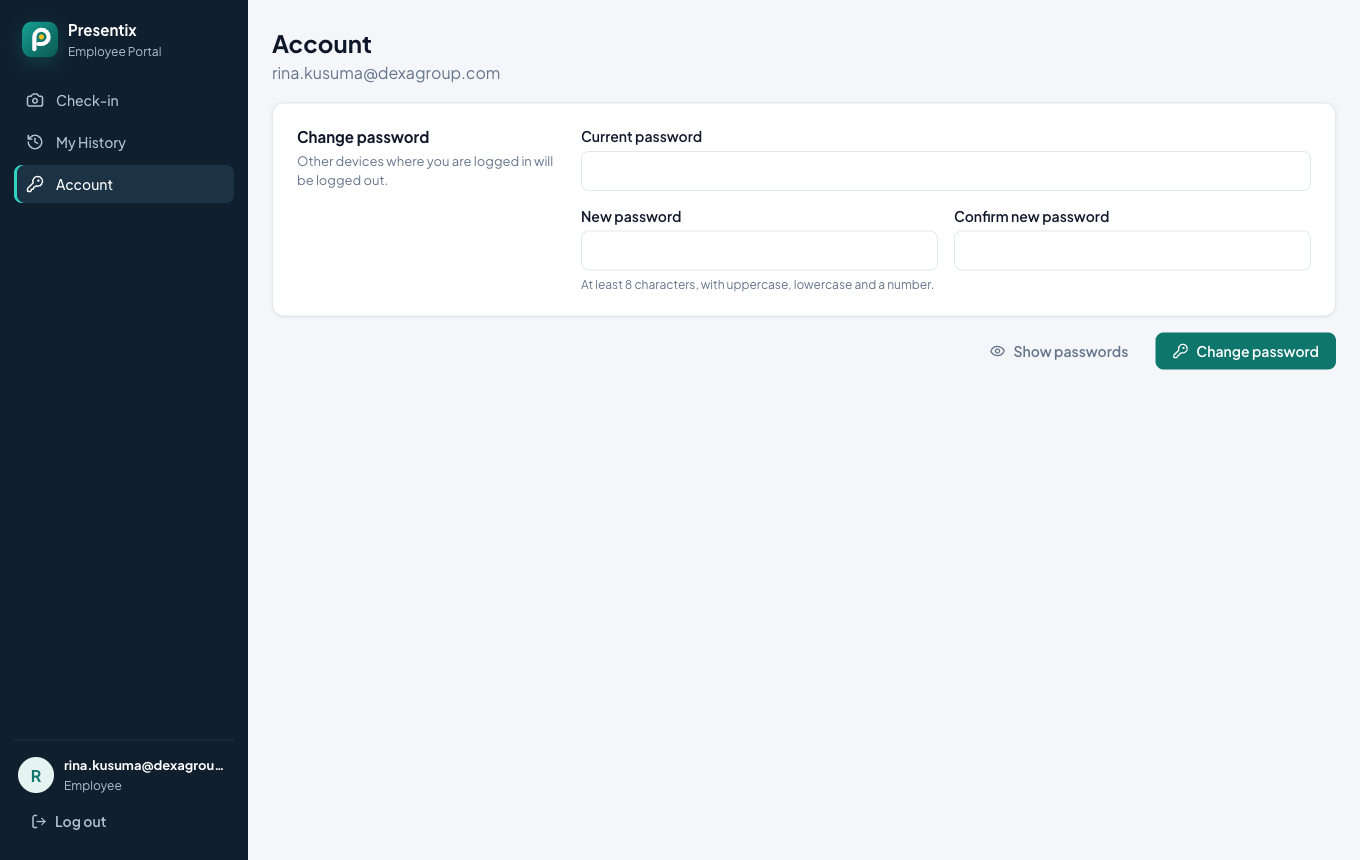 Presentix
Employee Portal
Check-in
My History
Account
rina.kusuma@dexagrou…
R
Employee
Log out
Account
rina.kusuma@dexagroup.com
Change password
Other devices where you are logged in will
be logged out.
Current password
New password
Confirm new password
At least 8 characters, with uppercase, lowercase and a number.
Show passwords
Change password